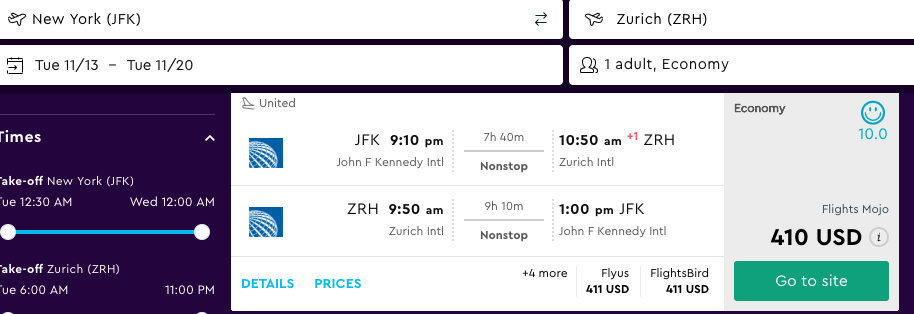 New York (JFK)
Zurich (ZRH)
Tue 11/13 – Tue 11/20
1 adult, Economy
Times
Take-off New York (JFK)
Tue 12:30 AM
Wed 12:00 AM
Take-off Zurich (ZRH)
Tue 6:00 AM
11:00 PM
United
JFK 9:10 pm
John F Kennedy Intl
7h 40m
Nonstop
10:50 am +1 ZRH
Zurich Intl
ZRH 9:50 am
Zurich Intl
9h 10m
Nonstop
1:00 pm JFK
John F Kennedy Intl
DETAILS
PRICES
+4 more
Flyus
411 USD
FlightsBird
411 USD
Economy
10.0
Flights Mojo
410 USD i
Go to site